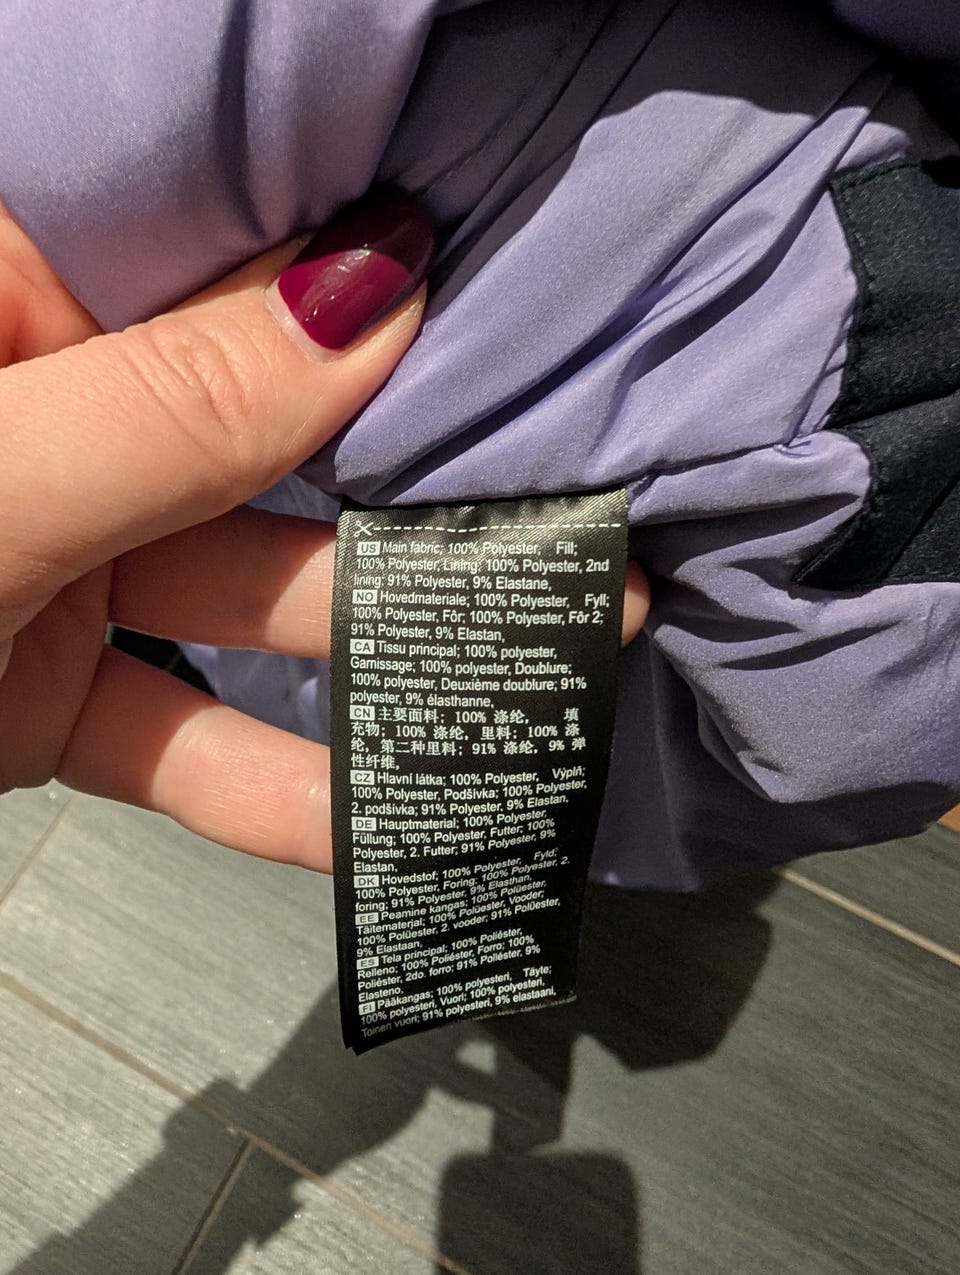 US Main fabric; 100% Polyester, Fill;
100% Polyester, Lining: 100% Polyester, 2nd
lining: 91% Polyester, 9% Elastane,
NO Hovedmateriale; 100% Polyester, Fyll;
100% Polyester, Fôr; 100% Polyester, Fôr 2;
91% Polyester, 9% Elastan,
CA Tissu principal; 100% polyester,
Garnissage; 100% polyester, Doublure;
100% polyester, Deuxième doublure; 91%
polyester, 9% élasthanne,
CN 主要面料; 100% 涤纶, 填
充物; 100% 涤纶, 里料; 100% 涤
纶, 第二种里料; 91% 涤纶, 9% 弹
性纤维,
CZ Hlavní látka; 100% Polyester, Výplň;
100% Polyester, Podšívka: 100% Polyester,
2. podšívka; 91% Polyester, 9% Elastan.
DE Hauptmaterial; 100% Polyester,
Füllung; 100% Polyester, Futter; 100%
Polyester, 2. Futter; 91% Polyester, 9%
Elastan,
DK Hovedstof; 100% Polyester, Fyld;
100% Polyester, Foring: 100% Polyester, 2.
foring; 91% Polyester, 9% Elasthan,
EE Peamine kangas; 100% Polüester,
Täitematerjal; 100% Polüester, Vooder;
100% Polüester, 2. vooder; 91% Polüester,
9% Elastaan,
ES Tela principal; 100% Poliéster,
Relleno; 100% Poliéster, Forro; 100%
Poliéster, 2do. forro; 91% Poliéster, 9%
Elasteno.
FI Pääkangas; 100% polyesteri, Täyte;
100% polyesteri, Vuori; 100% polyesteri,
Toinen vuori; 91% polyesteri, 9% elastaani,